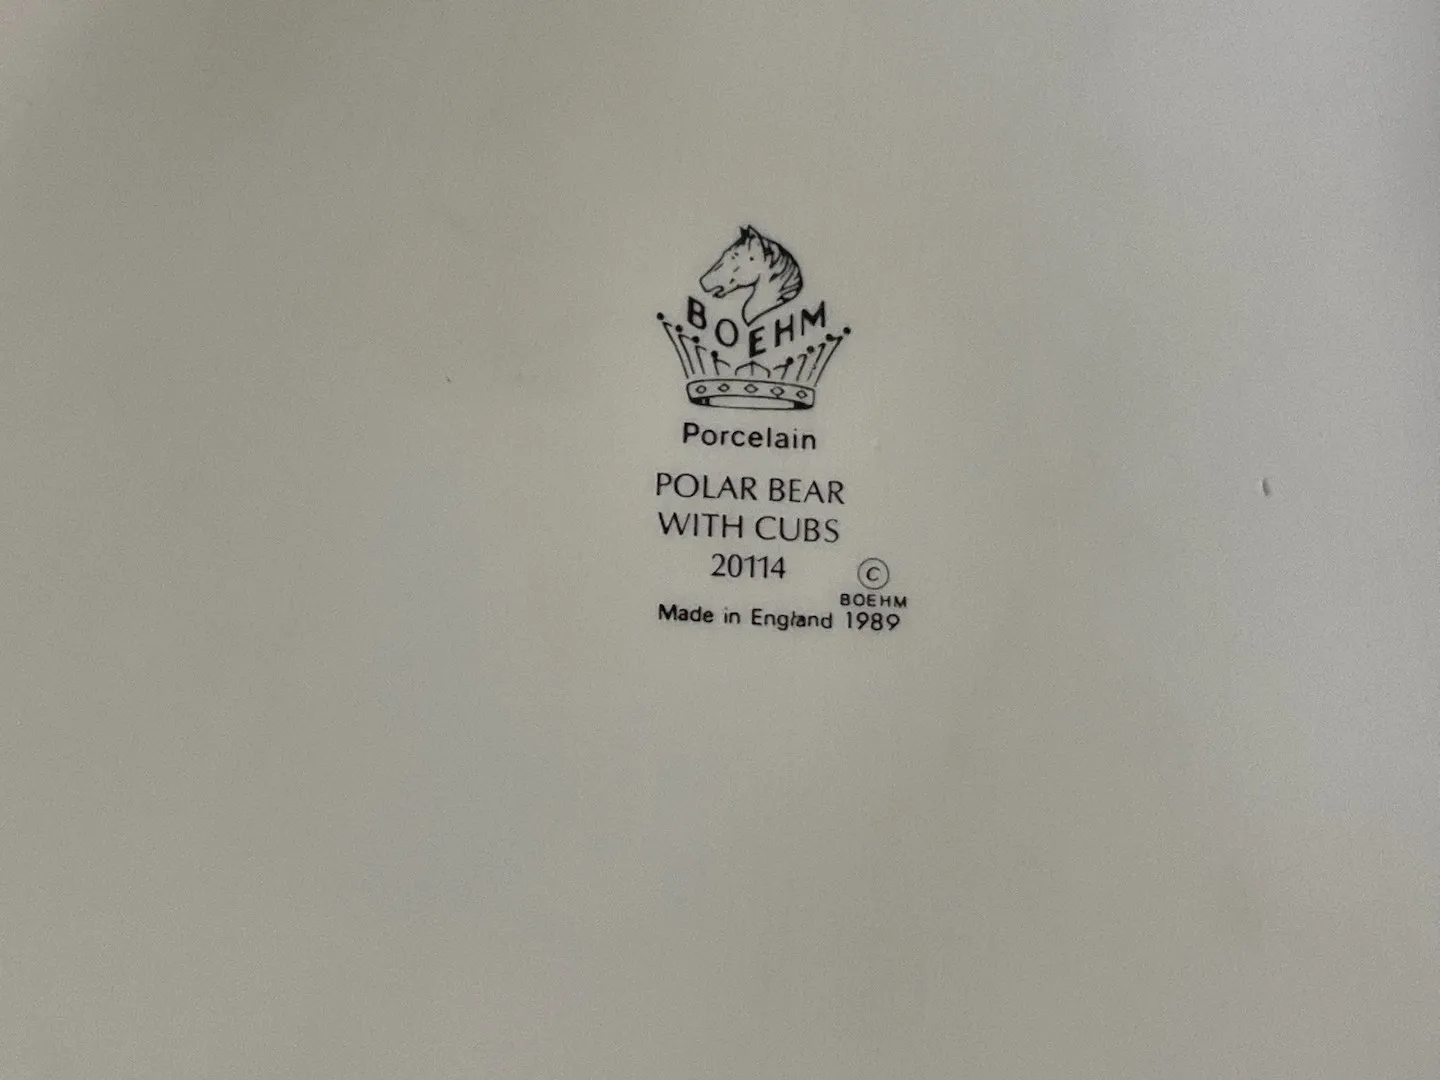 BOEHM
Porcelain
POLAR BEAR
WITH CUBS
20114
©
BOEHM
Made in England 1989